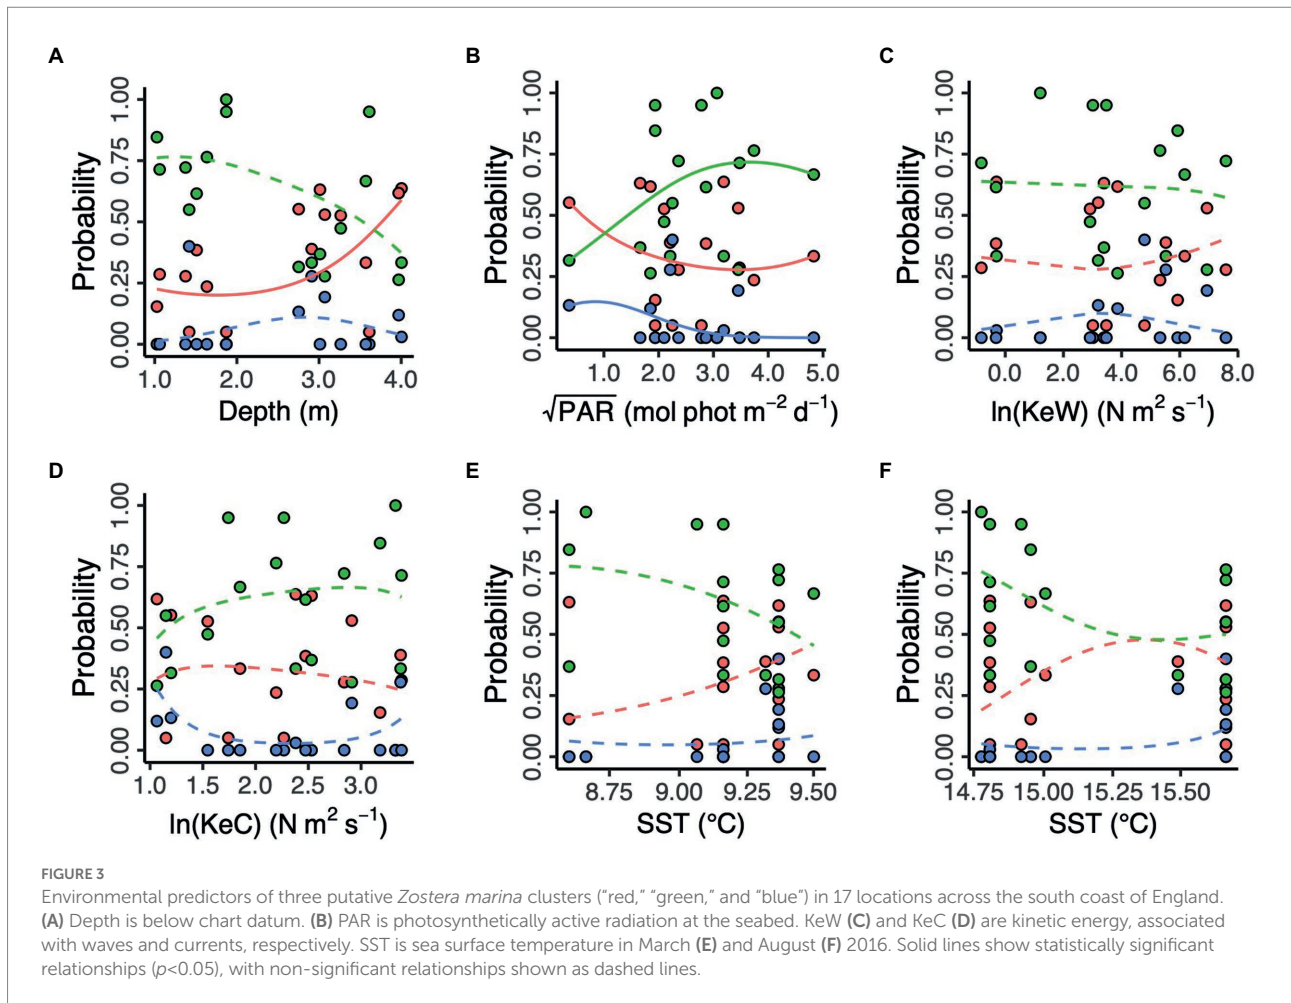 A
B
C
1.00
0.75
0.50
0.25
0.00
Probability
1.0 2.0 3.0 4.0
Depth (m)
1.00
0.75
0.50
0.25
0.00
Probability
1.0 2.0 3.0 4.0 5.0
√PAR (mol phot m⁻² d⁻¹)
1.00
0.75
0.50
0.25
0.00
Probability
0.0 2.0 4.0 6.0 8.0
ln(KeW) (N m² s⁻¹)
D
E
F
1.00
0.75
0.50
0.25
0.00
Probability
1.0 2.0 2.5 3.0
ln(KeC) (N m² s⁻¹)
1.00
0.75
0.50
0.25
0.00
Probability
8.75 9.00 9.25 9.50
SST (°C)
1.00
0.75
0.50
0.25
0.00
Probability
14.75 15.00 15.25 15.50
SST (°C)
FIGURE 3
Environmental predictors of three putative Zostera marina clusters (“red,” “green,” and “blue”) in 17 locations across the south coast of England.
(A) Depth is below chart datum. (B) PAR is photosynthetically active radiation at the seabed. KeW (C) and KeC (D) are kinetic energy, associated
with waves and currents, respectively. SST is sea surface temperature in March (E) and August (F) 2016. Solid lines show statistically significant
relationships (p<0.05), with non-significant relationships shown as dashed lines.